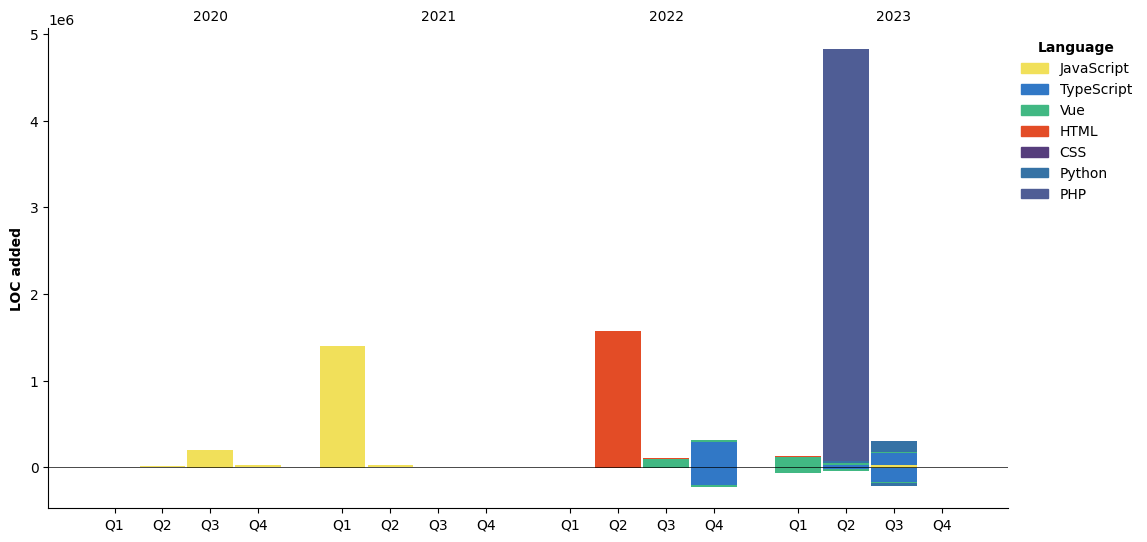 1e6
2020 2021 2022 2023
5
4
3
2
1
0
LOC added
Q1 Q2 Q3 Q4 Q1 Q2 Q3 Q4 Q1 Q2 Q3 Q4 Q1 Q2 Q3 Q4
Language
JavaScript
TypeScript
Vue
HTML
CSS
Python
PHP